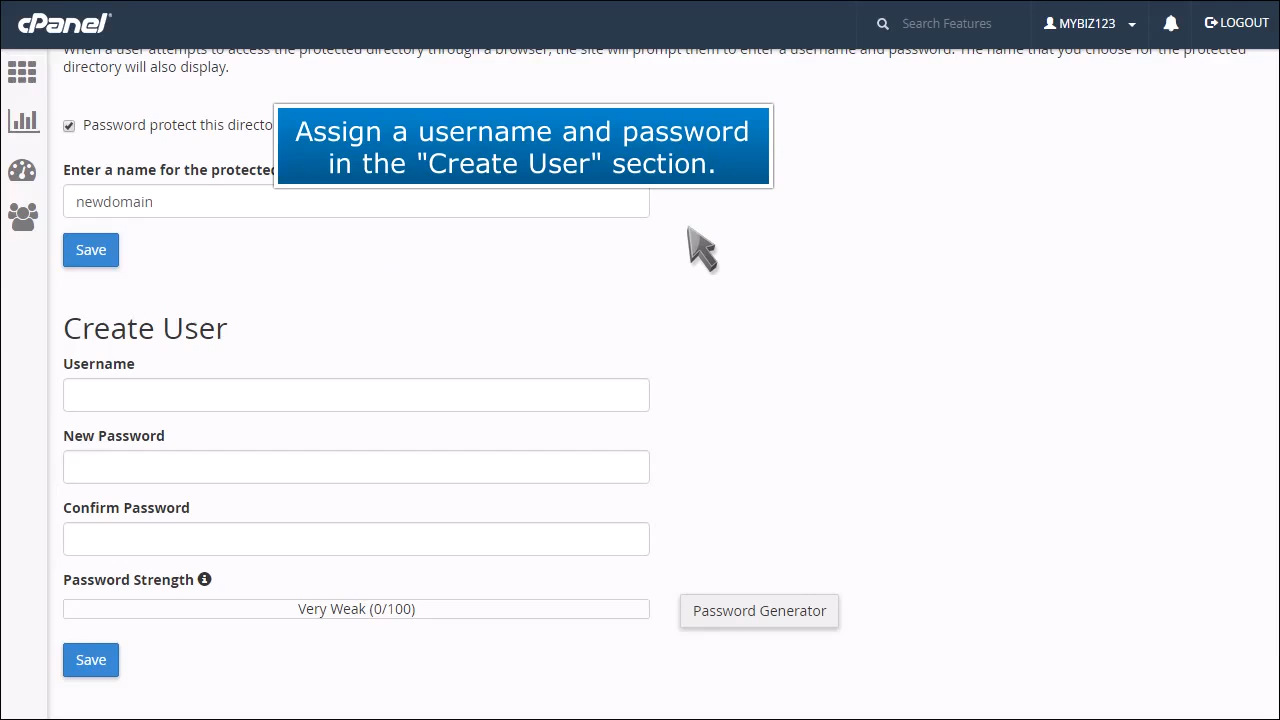 cPanel
Search Features
MYBIZ123
LOGOUT
When a user attempts to access the protected directory through a browser, the site will prompt them to enter a username and password. The name that you choose for the protected
directory will also display.
Password protect this directo
Assign a username and password
in the "Create User" section.
Enter a name for the protected
newdomain
Save
Create User
Username
New Password
Confirm Password
Password Strength
Very Weak (0/100)
Password Generator
Save